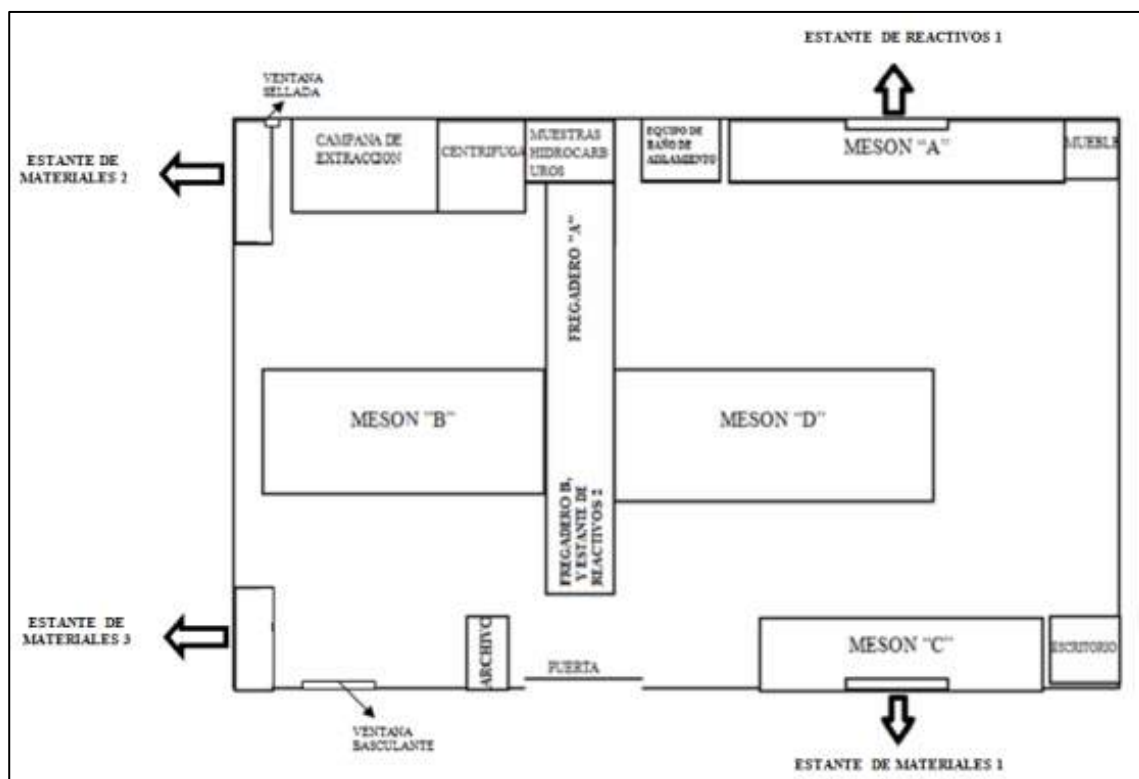 ESTANTE DE REACTIVOS 1
VENTANA
SELLADA
ESTANTE DE
MATERIALES 2
CAMPANA DE
EXTRACCION
CENTRIFUGA
MUESTRAS
HIDROCARB
UROS
EQUIPO DE
BAÑO DE
AISLAMIENTO
MESON "A"
MUEBLE
FREGADERO "A"
MESON "B"
MESON "D"
FREGADERO B,
Y ESTANTE DE
REACTIVOS 2
ESTANTE DE
MATERIALES 3
ARCHIVO
PUERTA
MESON "C"
ESCRITORIO
VENTANA
BASCULANTE
ESTANTE DE MATERIALES 1